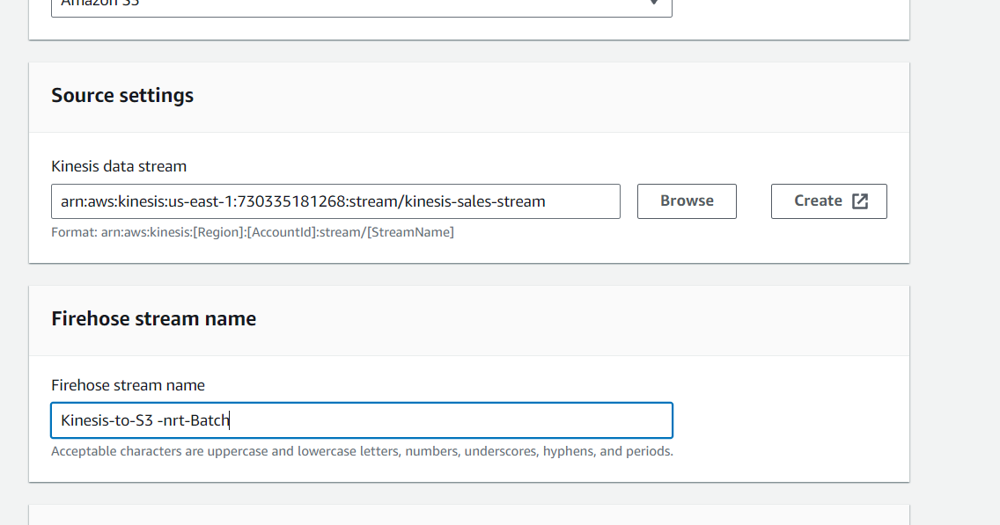 Amazon S3
Source settings
Kinesis data stream
arn:aws:kinesis:us-east-1:730335181268:stream/kinesis-sales-stream
Browse
Create
Format: arn:aws:kinesis:[Region]:[AccountId]:stream/[StreamName]
Firehose stream name
Firehose stream name
Kinesis-to-S3 -nrt-Batch
Acceptable characters are uppercase and lowercase letters, numbers, underscores, hyphens, and periods.